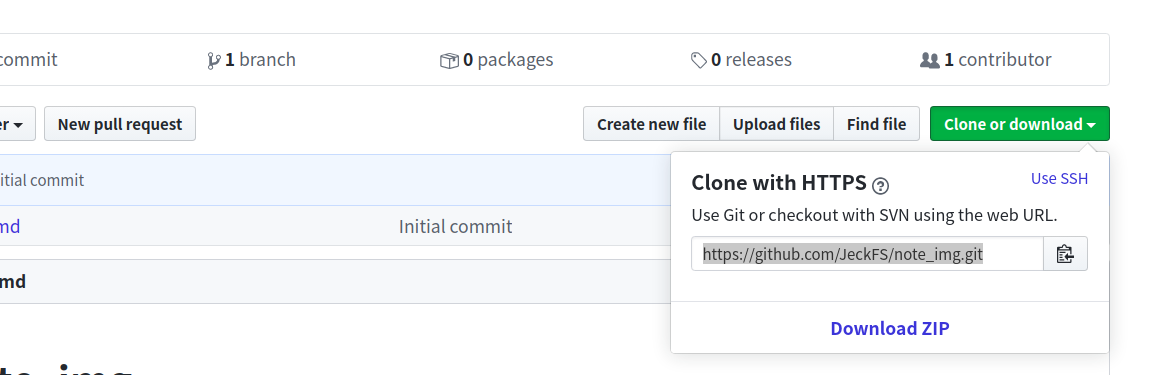 commit 1 branch 0 packages 0 releases 1 contributor
er New pull request Create new file Upload files Find file Clone or download
itial commit
Clone with HTTPS ? Use SSH
Use Git or checkout with SVN using the web URL.
md Initial commit
https://github.com/JeckFS/note_img.git
md
Download ZIP